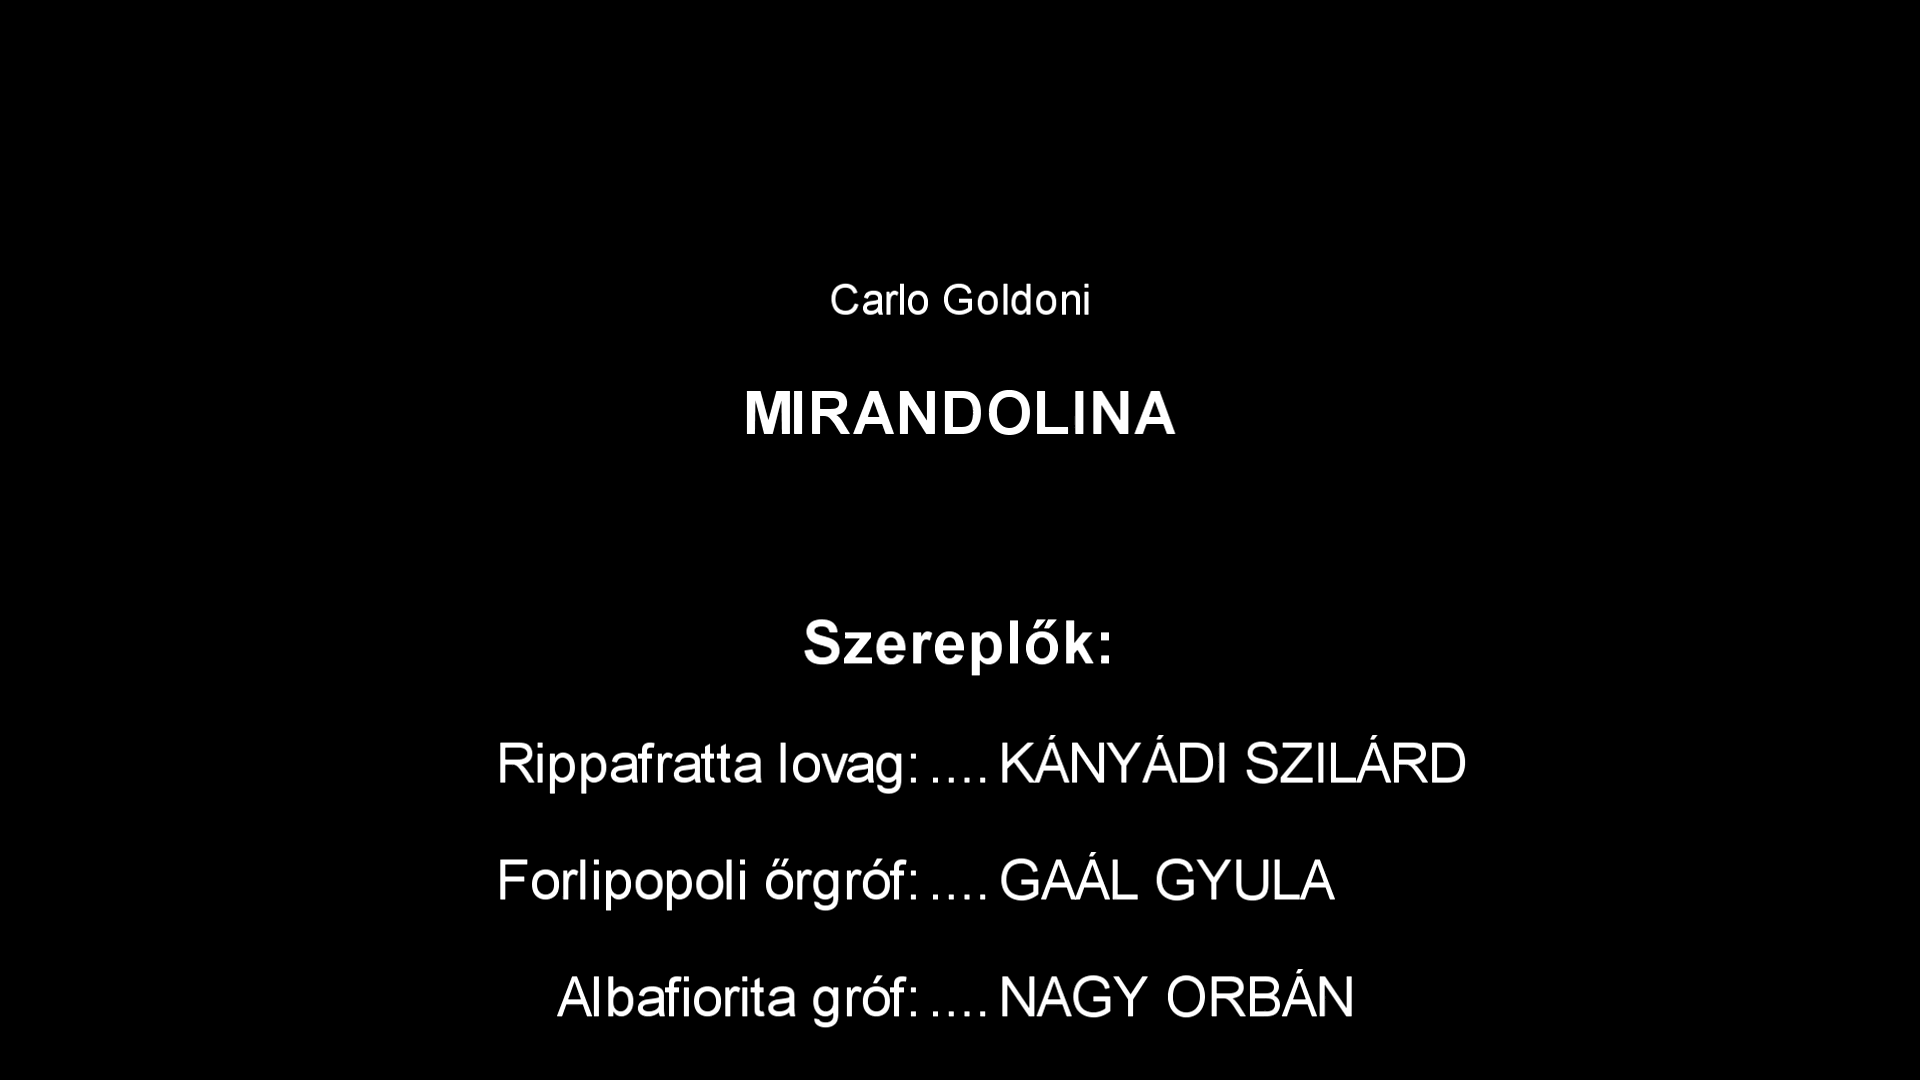 Carlo Goldoni
MIRANDOLINA
Szereplők:
Rippafratta lovag: .... KÁNYÁDI SZILÁRD
Forlipopoli őrgróf: .... GAÁL GYULA
Albafiorita gróf: .... NAGY ORBÁN